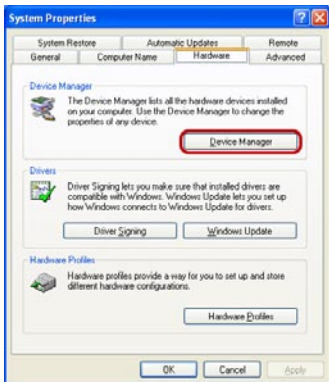 System Properties
System Restore Automatic Updates Remote
General Computer Name Hardware Advanced
Device Manager
The Device Manager lists all the hardware devices installed
on your computer. Use the Device Manager to change the
properties of any device.
Device Manager
Drivers
Driver Signing lets you make sure that installed drivers are
compatible with Windows. Windows Update lets you set up
how Windows connects to Windows Update for drivers.
Driver Signing Windows Update
Hardware Profiles
Hardware profiles provide a way for you to set up and store
different hardware configurations.
Hardware Profiles
OK Cancel Apply